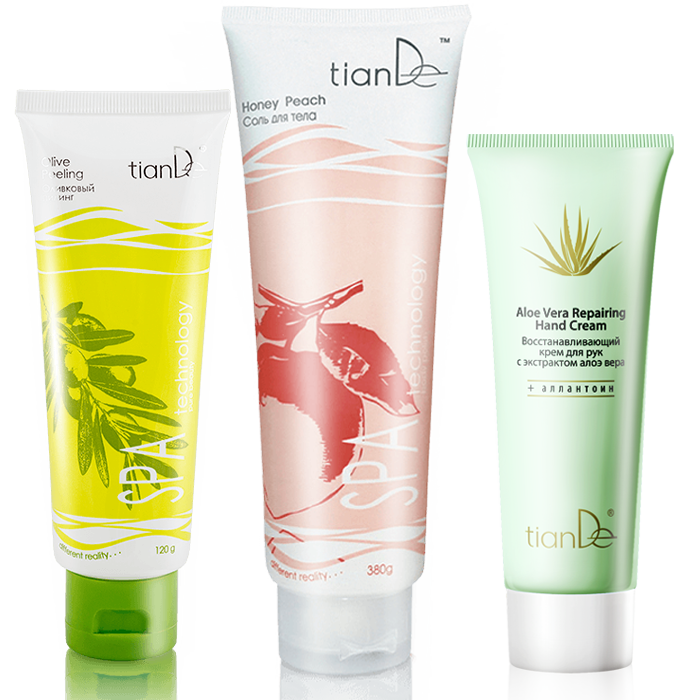 tianDe®
SPA technology
different reality...
120 g
tianDe®
Honey Peach
Соль для тела
SPA technology
different reality...
380g
Aloe Vera Repairing
Hand Cream
Восстанавливающий
крем для рук
с экстрактом алоэ вера
+ аллантоин
tianDe®